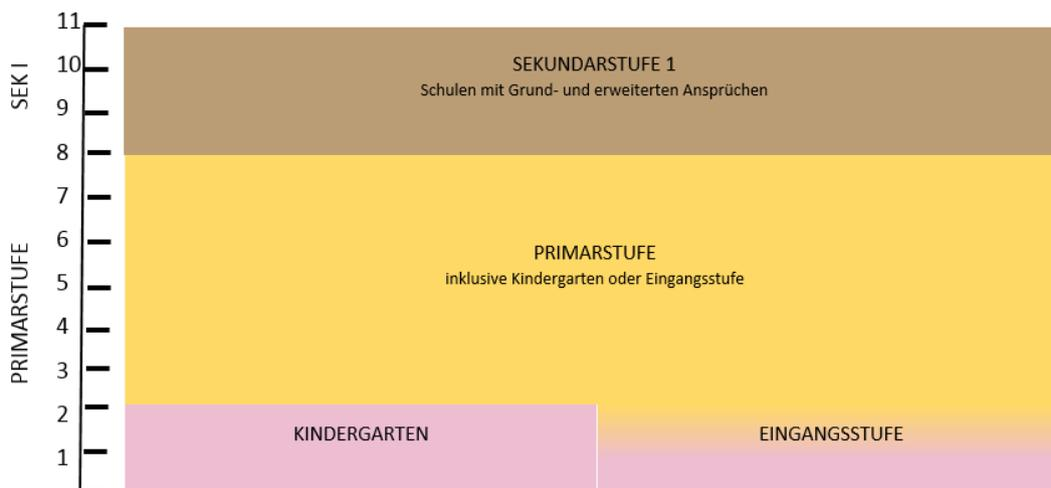 11
10
9
8
7
6
5
4
3
2
1
SEK I
PRIMARSTUFE
SEKUNDARSTUFE 1
Schulen mit Grund- und erweiterten Ansprüchen
PRIMARSTUFE
inklusive Kindergarten oder Eingangsstufe
KINDERGARTEN
EINGANGSSTUFE